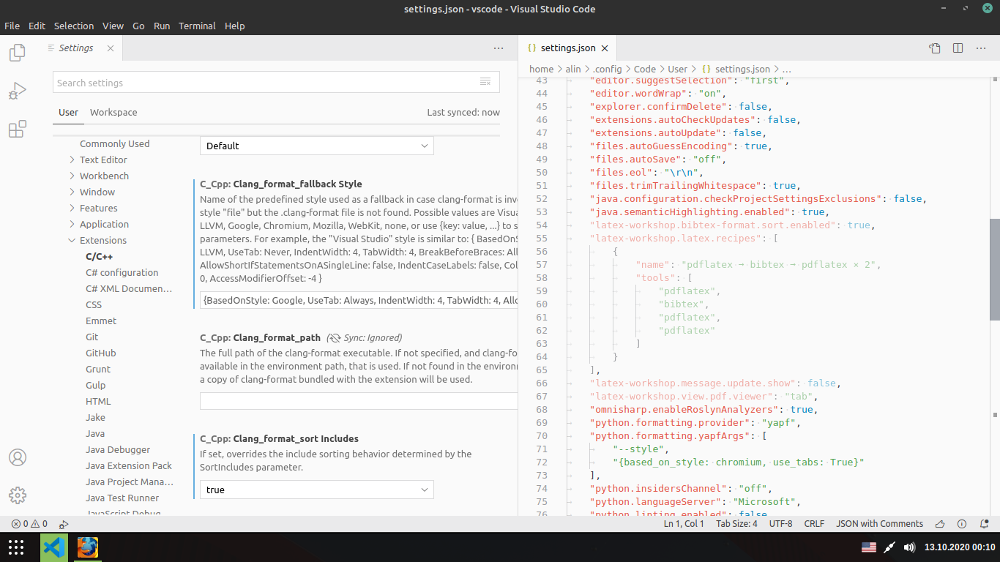 settings.json - vscode - Visual Studio Code
File Edit Selection View Go Run Terminal Help
Settings
Search settings
User Workspace Last synced: now
Commonly Used
Text Editor
Workbench
Window
Features
Application
Extensions
C/C++
C# configuration
C# XML Documen...
CSS
Emmet
Git
GitHub
Grunt
Gulp
HTML
Jake
Java
Java Debugger
Java Extension Pack
Java Project Mana...
Java Test Runner
JavaScript Debug
Default
C_Cpp: Clang_format_fallback Style
Name of the predefined style used as a fallback in case clang-format is inv
style "file" but the .clang-format file is not found. Possible values are Visua
LLVM, Google, Chromium, Mozilla, WebKit, none, or use {key: value, ...} to s
parameters. For example, the "Visual Studio" style is similar to: { BasedOnS
LLVM, UseTab: Never, IndentWidth: 4, TabWidth: 4, BreakBeforeBraces: All
AllowShortIfStatementsOnASingleLine: false, IndentCaseLabels: false, Col
0, AccessModifierOffset: -4 }
{BasedOnStyle: Google, UseTab: Always, IndentWidth: 4, TabWidth: 4, Allo
C_Cpp: Clang_format_path ( Sync: Ignored)
The full path of the clang-format executable. If not specified, and clang-fo
available in the environment path, that is used. If not found in the environm
a copy of clang-format bundled with the extension will be used.
C_Cpp: Clang_format_sort Includes
If set, overrides the include sorting behavior determined by the
SortIncludes parameter.
true
{} settings.json
home > alin > .config > Code > User > {} settings.json > ...
43 "editor.suggestSelection": "first",
44 "editor.wordWrap": "on",
45 "explorer.confirmDelete": false,
46 "extensions.autoCheckUpdates": false,
47 "extensions.autoUpdate": false,
48 "files.autoGuessEncoding": true,
49 "files.autoSave": "off",
50 "files.eol": "\r\n",
51 "files.trimTrailingWhitespace": true,
52 "java.configuration.checkProjectSettingsExclusions": false,
53 "java.semanticHighlighting.enabled": true,
54 "latex-workshop.bibtex-format.sort.enabled": true,
55 "latex-workshop.latex.recipes": [
56 {
57 "name": "pdflatex → bibtex → pdflatex × 2",
58 "tools": [
59 "pdflatex",
60 "bibtex",
61 "pdflatex",
62 "pdflatex"
63 ]
64 }
65 ],
66 "latex-workshop.message.update.show": false,
67 "latex-workshop.view.pdf.viewer": "tab",
68 "omnisharp.enableRoslynAnalyzers": true,
69 "python.formatting.provider": "yapf",
70 "python.formatting.yapfArgs": [
71 "--style",
72 "{based_on_style: chromium, use_tabs: True}"
73 ],
74 "python.insidersChannel": "off",
75 "python.languageServer": "Microsoft",
76 "python.linting.enabled": false
0 0 Ln 1, Col 1 Tab Size: 4 UTF-8 CRLF JSON with Comments
13.10.2020 00:10